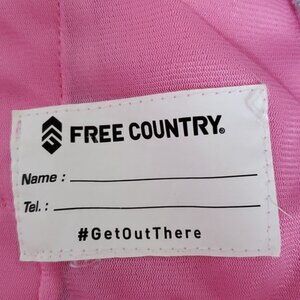 FREE COUNTRY®
Name :
Tel. :
#GetOutThere